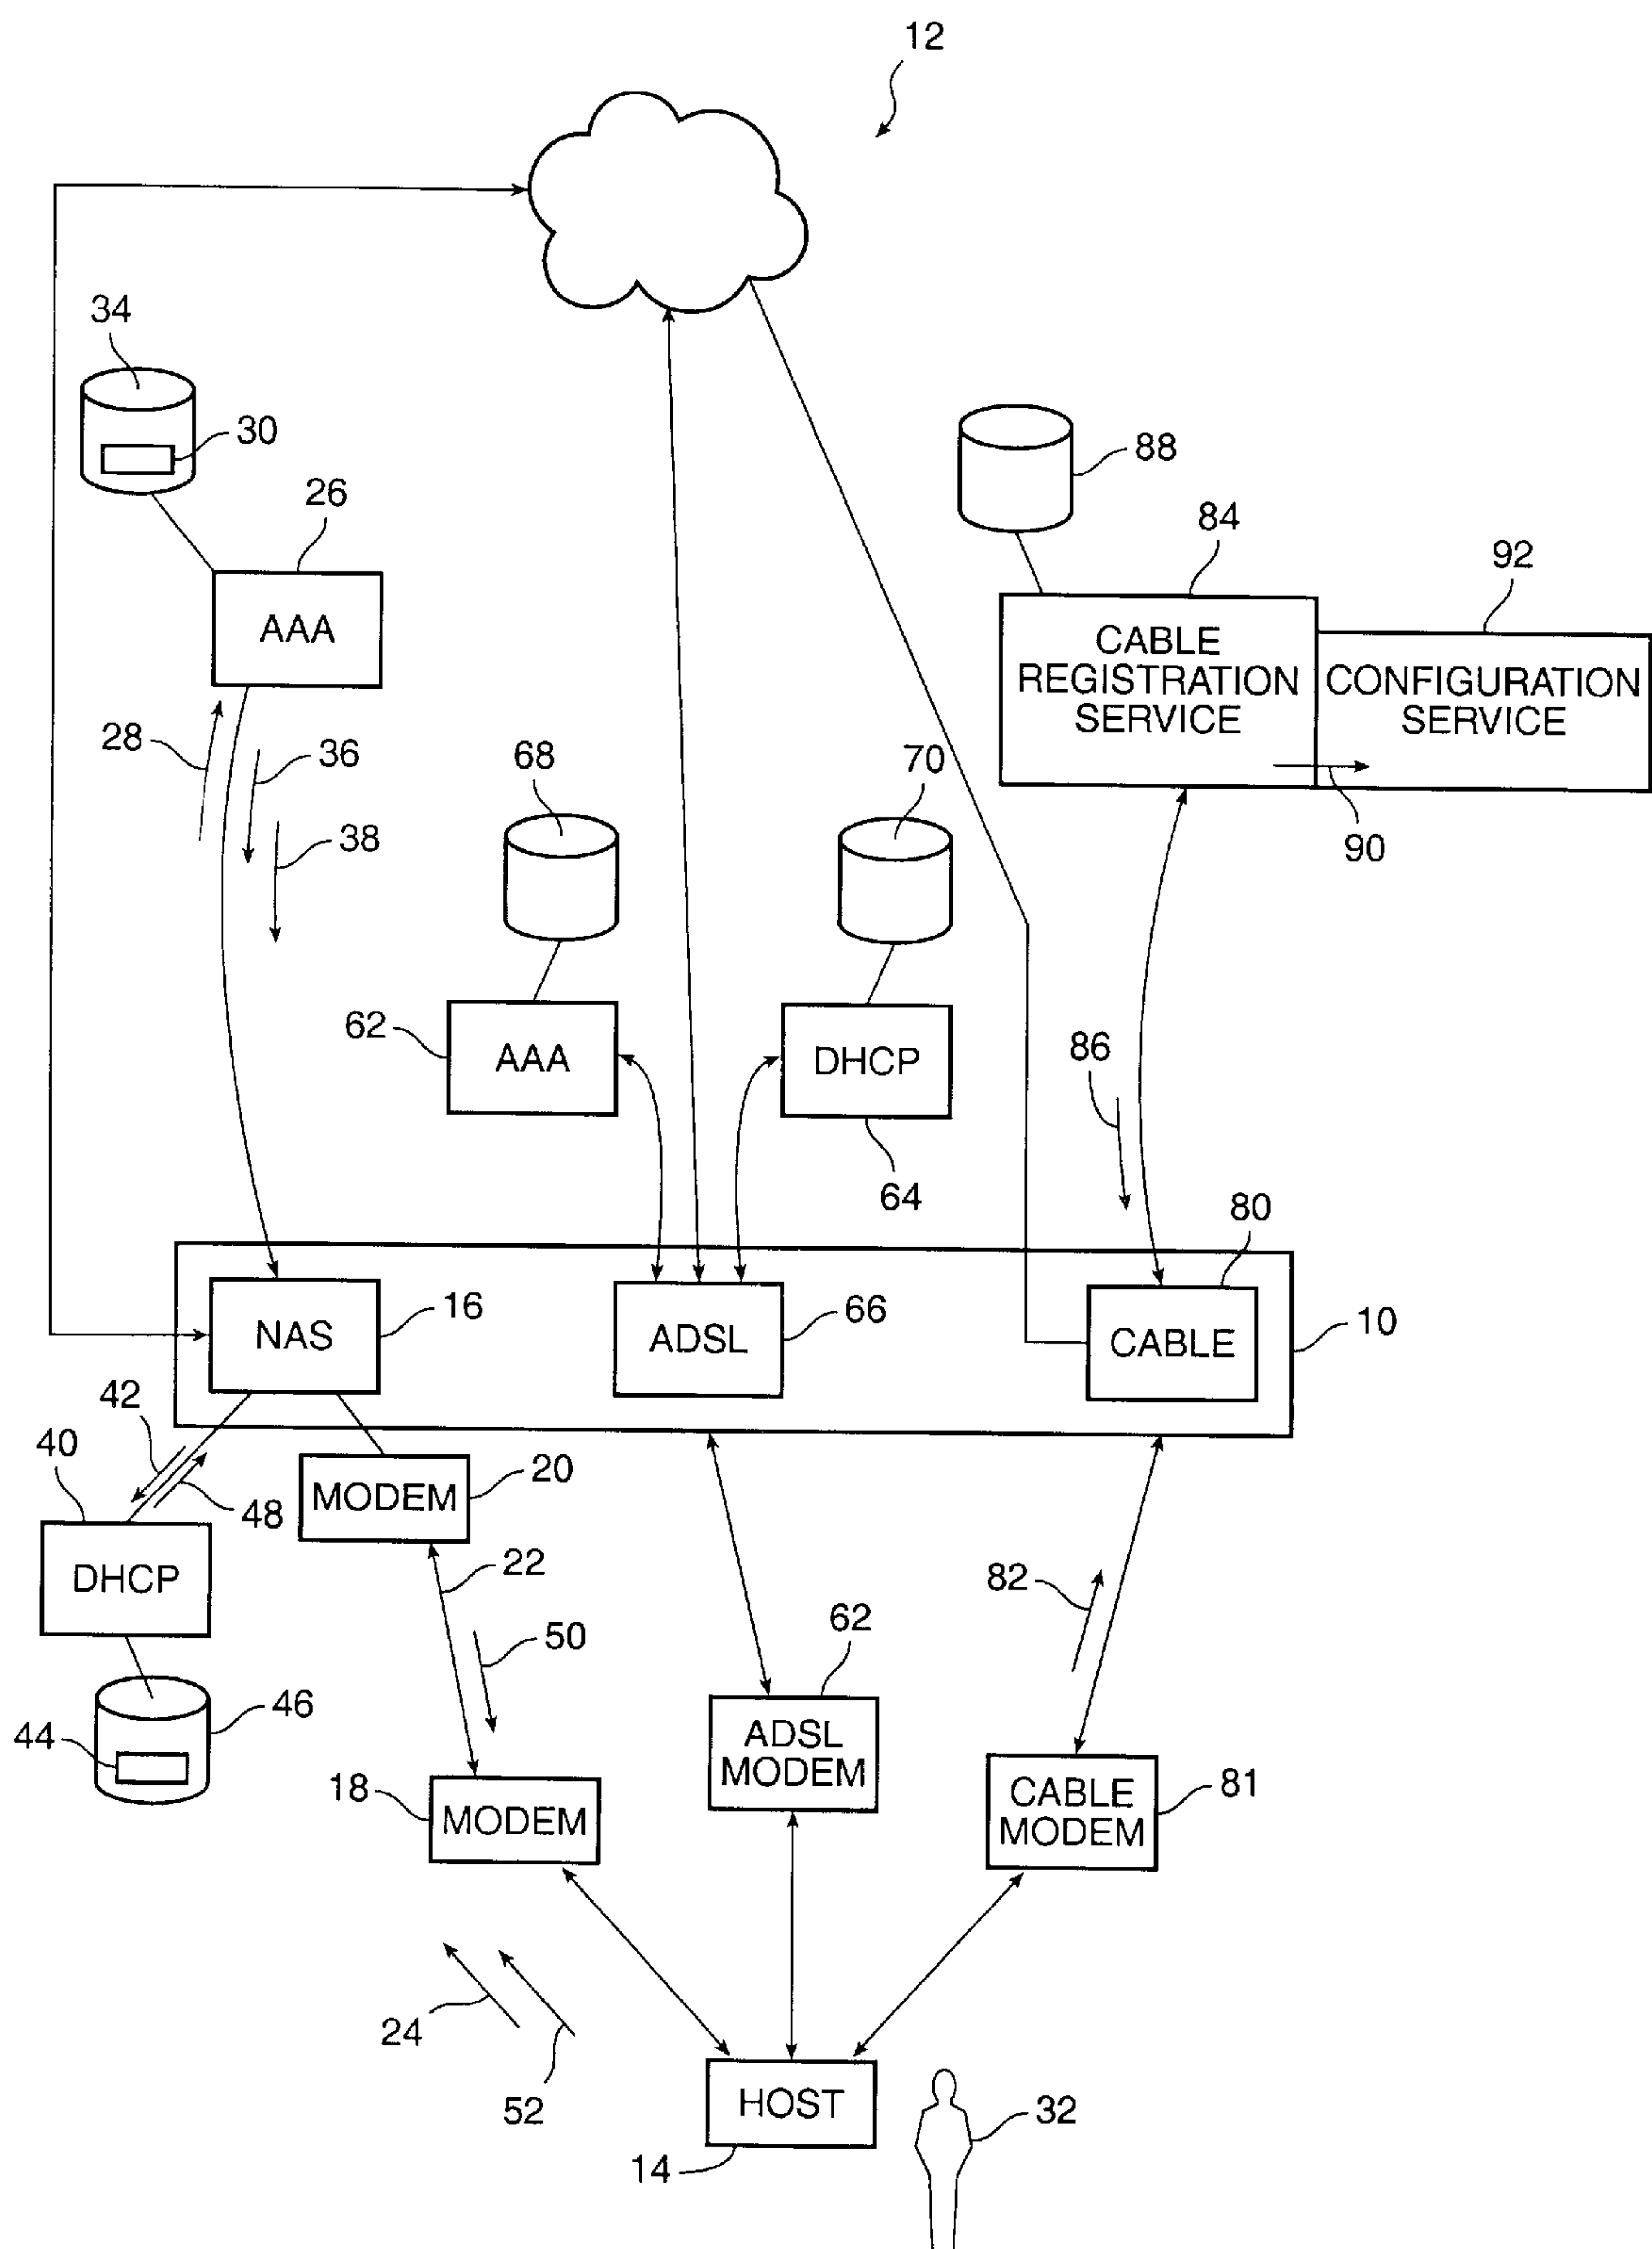 12
34
30
26
AAA
28
36
38
88
84
92
CABLE
REGISTRATION
SERVICE
CONFIGURATION
SERVICE
90
68
70
62
AAA
DHCP
64
86
80
NAS
16
ADSL
66
CABLE
10
42
40
48
DHCP
MODEM
20
22
50
46
44
18
MODEM
62
ADSL
MODEM
82
CABLE
MODEM
81
24
52
HOST
14
32